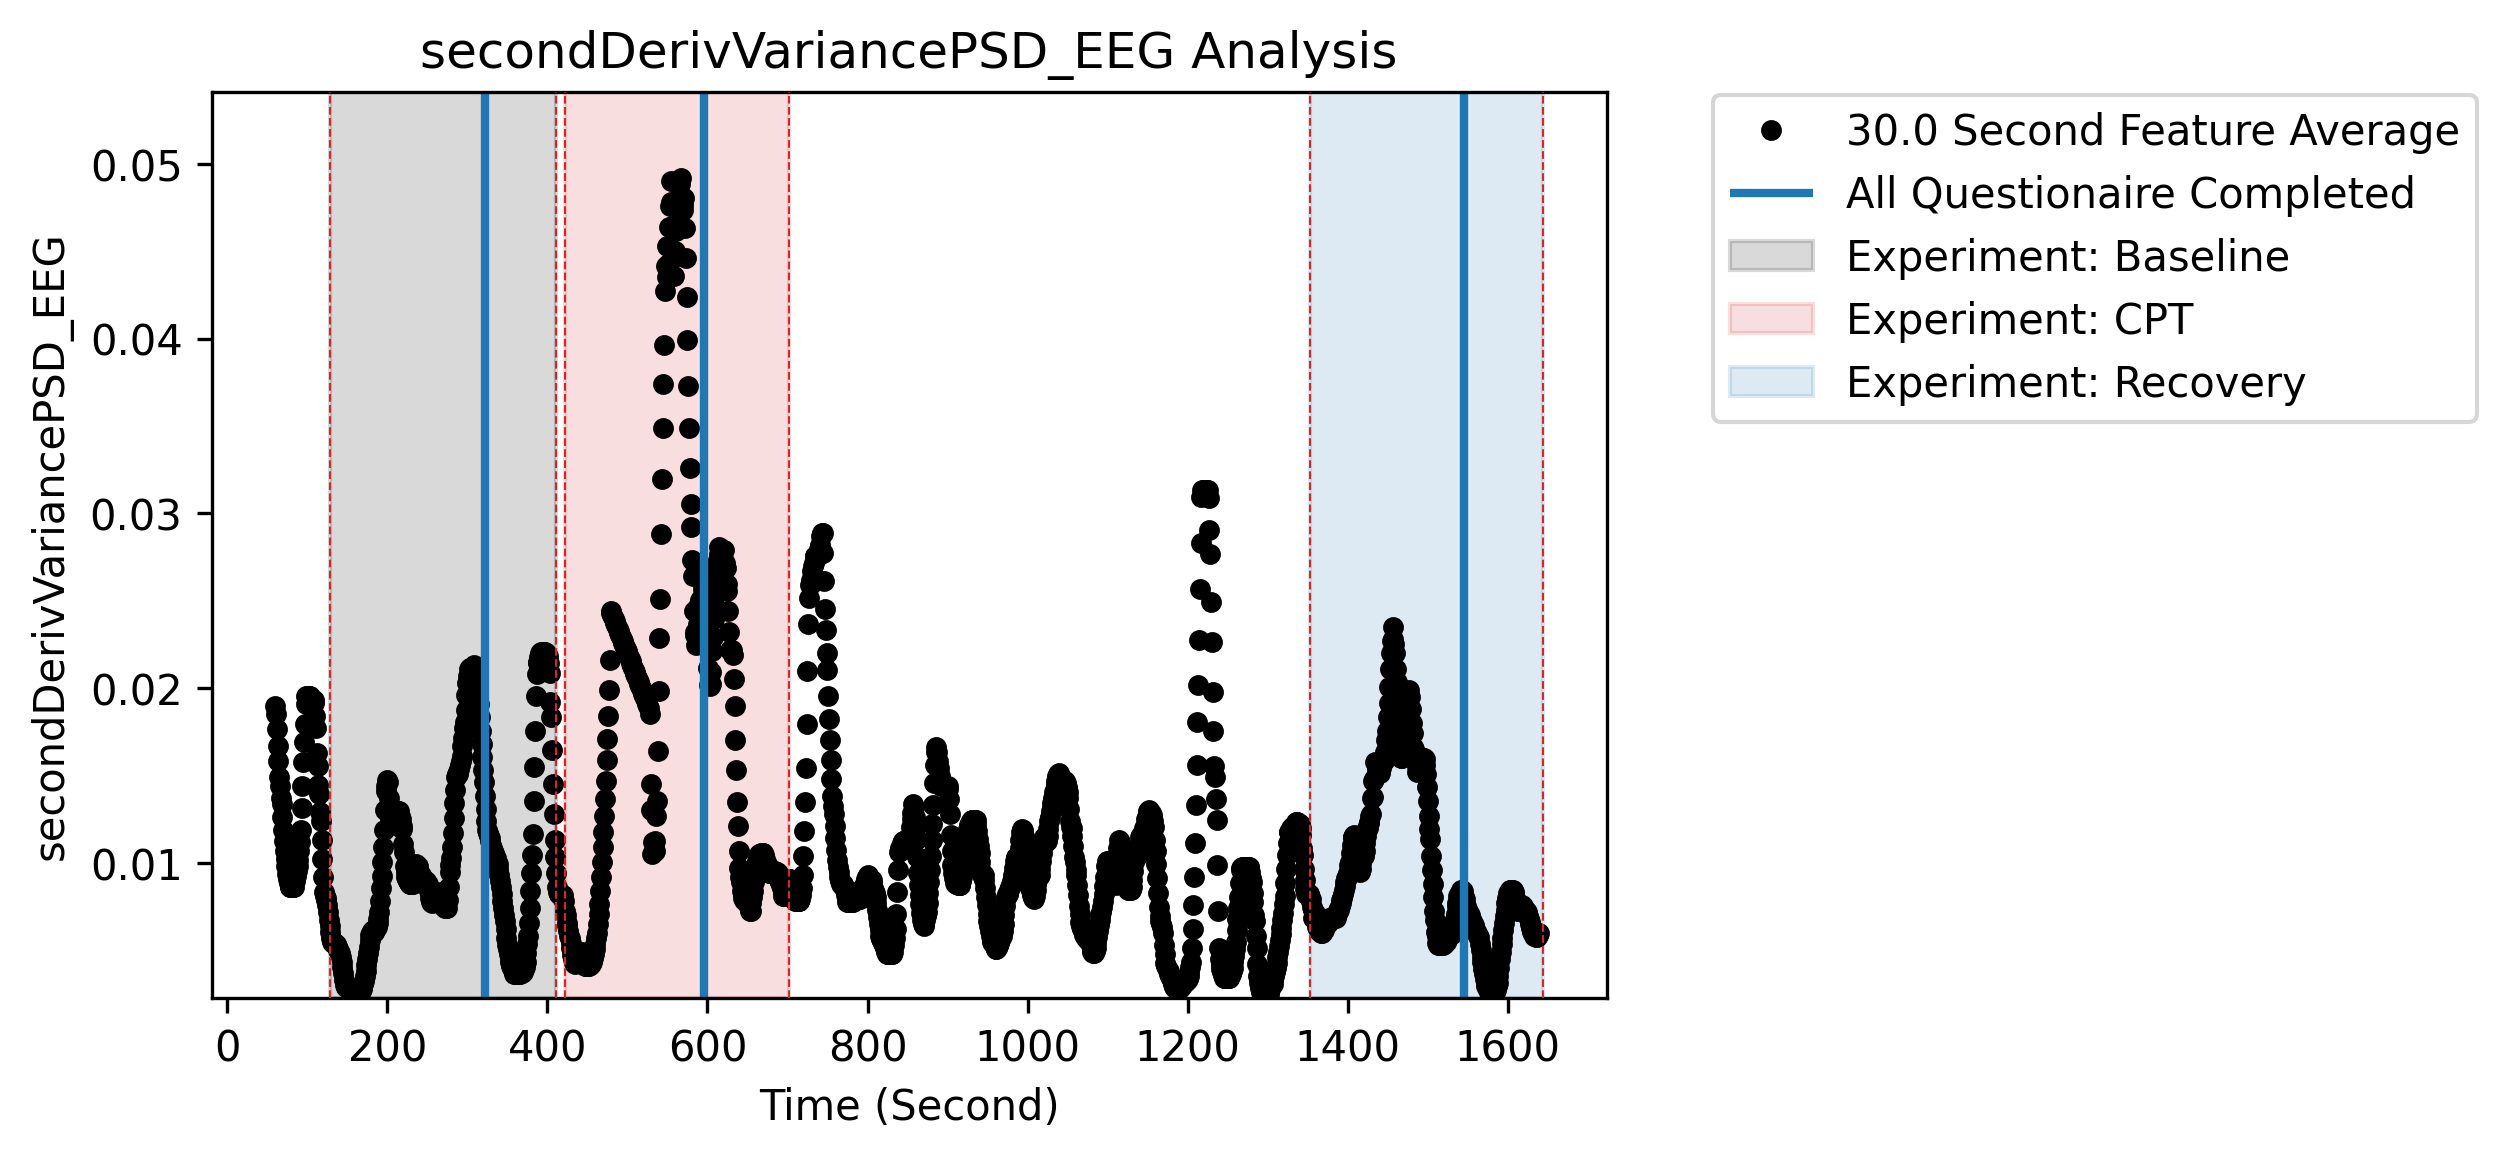 secondDerivVariancePSD_EEG Analysis
secondDerivVariancePSD_EEG
0.05
0.04
0.03
0.02
0.01
0 200 400 600 800 1000 1200 1400 1600
Time (Second)
30.0 Second Feature Average
All Questionaire Completed
Experiment: Baseline
Experiment: CPT
Experiment: Recovery